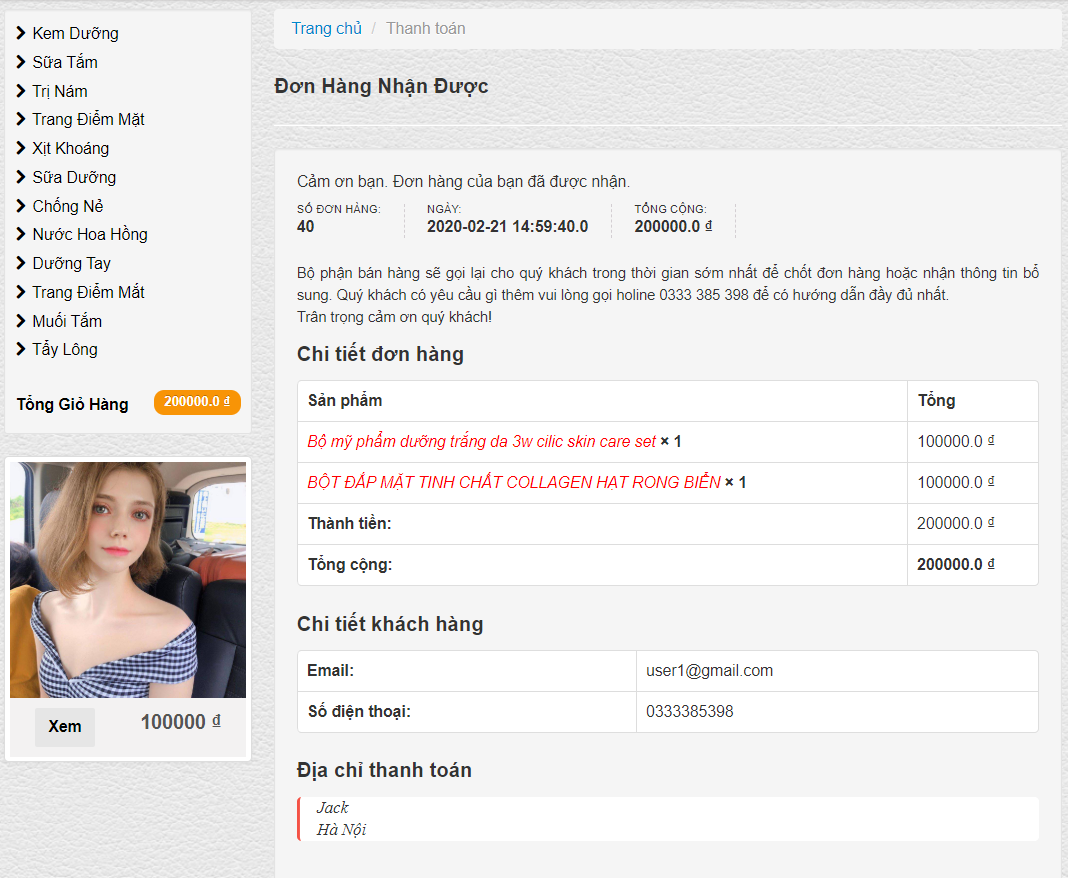 Kem Dưỡng
Sữa Tắm
Trị Nám
Trang Điểm Mặt
Xịt Khoáng
Sữa Dưỡng
Chống Nẻ
Nước Hoa Hồng
Dưỡng Tay
Trang Điểm Mắt
Muối Tắm
Tẩy Lông
Tổng Giỏ Hàng 200000.0 ₫
Xem 100000 ₫
Trang chủ / Thanh toán
Đơn Hàng Nhận Được
Cảm ơn bạn. Đơn hàng của bạn đã được nhận.
SỐ ĐƠN HÀNG: NGÀY: TỔNG CỘNG:
40 2020-02-21 14:59:40.0 200000.0 ₫
Bộ phận bán hàng sẽ gọi lại cho quý khách trong thời gian sớm nhất để chốt đơn hàng hoặc nhận thông tin bổ
sung. Quý khách có yêu cầu gì thêm vui lòng gọi holine 0333 385 398 để có hướng dẫn đầy đủ nhất.
Trân trọng cảm ơn quý khách!
Chi tiết đơn hàng
Sản phẩm Tổng
Bộ mỹ phẩm dưỡng trắng da 3w cilic skin care set × 1 100000.0 ₫
BỘT ĐẮP MẶT TINH CHẤT COLLAGEN HẠT RONG BIỂN × 1 100000.0 ₫
Thành tiền: 200000.0 ₫
Tổng cộng: 200000.0 ₫
Chi tiết khách hàng
Email: user1@gmail.com
Số điện thoại: 0333385398
Địa chỉ thanh toán
Jack
Hà Nội